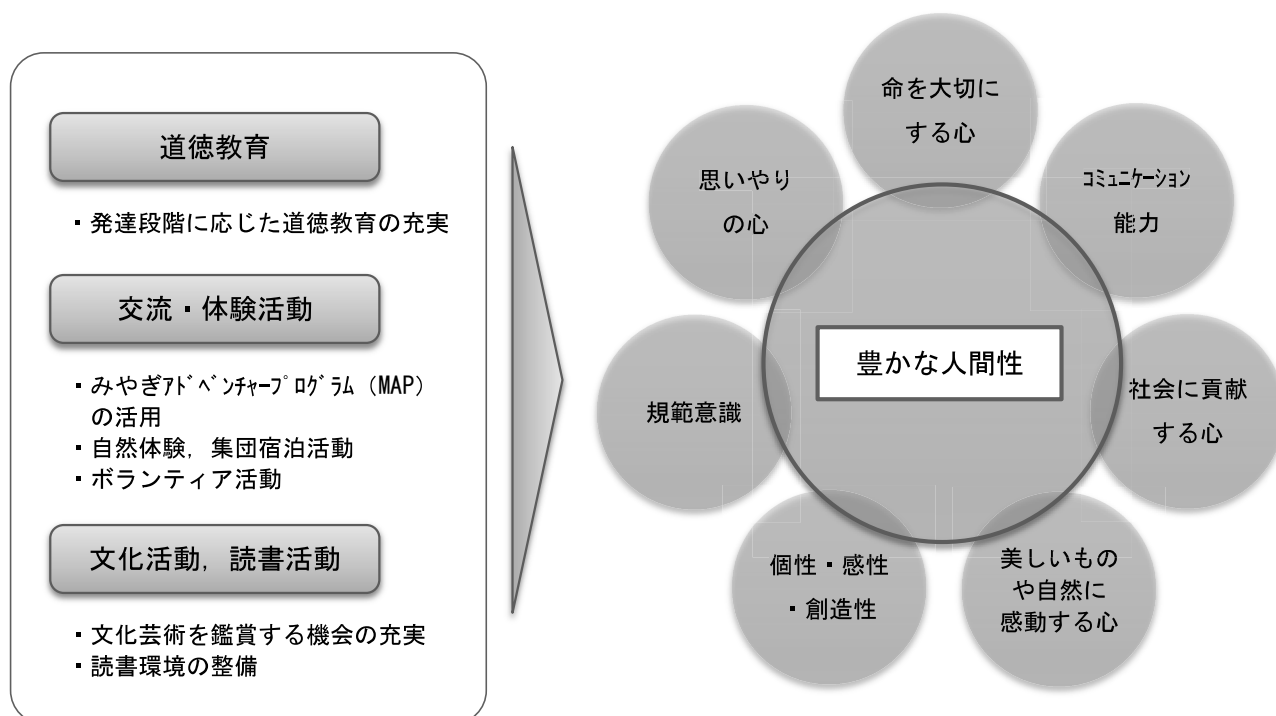 道徳教育
・発達段階に応じた道徳教育の充実
交流・体験活動
・みやぎｱﾄﾞﾍﾞﾝﾁｬｰﾌﾟﾛｸﾞﾗﾑ（MAP）
の活用
・自然体験，集団宿泊活動
・ボランティア活動
文化活動，読書活動
・文化芸術を鑑賞する機会の充実
・読書環境の整備
命を大切に
する心
思いやり
の心
ｺﾐｭﾆｹｰｼｮﾝ
能力
豊かな人間性
規範意識
社会に貢献
する心
個性・感性
・創造性
美しいもの
や自然に
感動する心